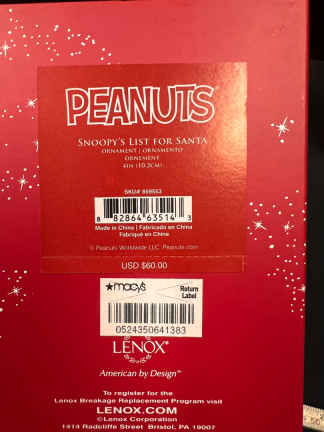 PEANUTS
SNOOPY'S LIST FOR SANTA
ORNAMENT | ORNAMENTO
ORNEMENT
4IN (10.2CM)
SKU# 869553
8 82864 63514 3
Made in China | Fabricado en China
Fabriqué en China
© Peanuts Worldwide LLC Peanuts.com
USD $60.00
★macys
Return
Label
0524350641383
LENOX®
American by Design™
To register for the
Lenox Breakage Replacement Program visit
LENOX.COM
©Lenox Corporation
1414 Radcliffe Street Bristol, PA 19007